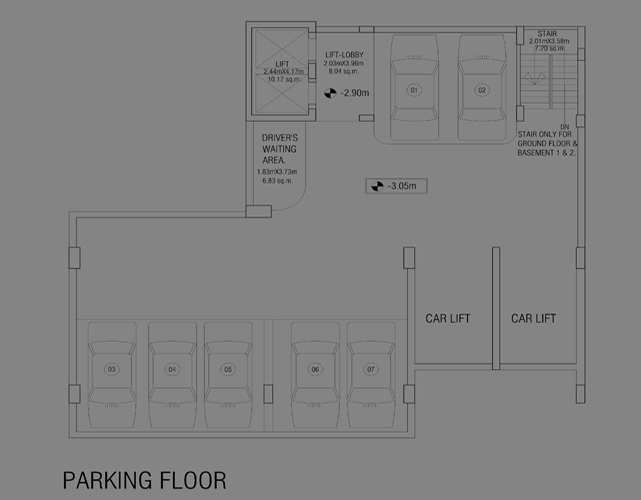 LIFT
2.44mX4.17m
10.17 sq.m.
LIFT-LOBBY
2.03mX3.96m
8.04 sq.m.
-2.90m
01
02
STAIR
2.01mX3.58m
7.20 sq.m.
DN
STAIR ONLY FOR
GROUND FLOOR &
BASEMENT 1 & 2.
DRIVER'S
WAITING
AREA.
1.83mX3.73m
6.83 sq.m.
-3.05m
CAR LIFT
CAR LIFT
03
04
05
06
07
PARKING FLOOR